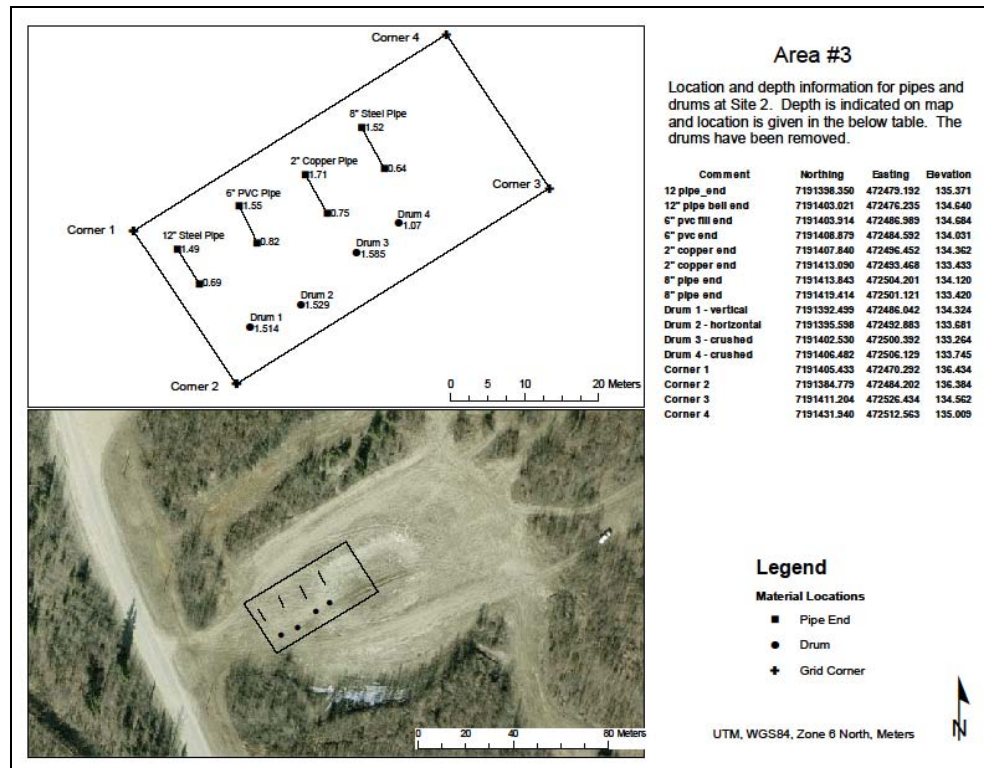 Area #3
Location and depth information for pipes and
drums at Site 2. Depth is indicated on map
and location is given in the below table. The
drums have been removed.
Comment Northing Easting Elevation
12 pipe_end 7191398.350 472479.192 135.371
12" pipe bell end 7191403.021 472476.235 134.640
6" pvc fill end 7191403.914 472486.989 134.684
6" pvc end 7191408.879 472484.592 134.031
2" copper end 7191407.840 472496.452 134.362
2" copper end 7191413.090 472493.468 133.433
8" pipe end 7191413.843 472504.201 134.120
8" pipe end 7191419.414 472501.121 133.420
Drum 1 - vertical 7191392.499 472486.042 134.324
Drum 2 - horizontal 7191395.598 472492.883 133.681
Drum 3 - crushed 7191402.530 472500.392 133.264
Drum 4 - crushed 7191406.482 472506.129 133.745
Corner 1 7191405.433 472470.292 136.434
Corner 2 7191384.779 472484.202 136.384
Corner 3 7191411.204 472526.434 134.562
Corner 4 7191431.940 472512.563 135.009
Corner 4
8" Steel Pipe
1.52
2" Copper Pipe
1.71
0.64
Corner 3
6" PVC Pipe
1.55
0.75
Drum 4
1.07
Corner 1
12" Steel Pipe
1.49
0.82
Drum 3
1.585
0.69
Drum 2
1.529
Drum 1
1.514
Corner 2
0 5 10 20 Meters
0 20 40 60 80 Meters
Legend
Material Locations
Pipe End
Drum
Grid Corner
UTM, WGS84, Zone 6 North, Meters
N